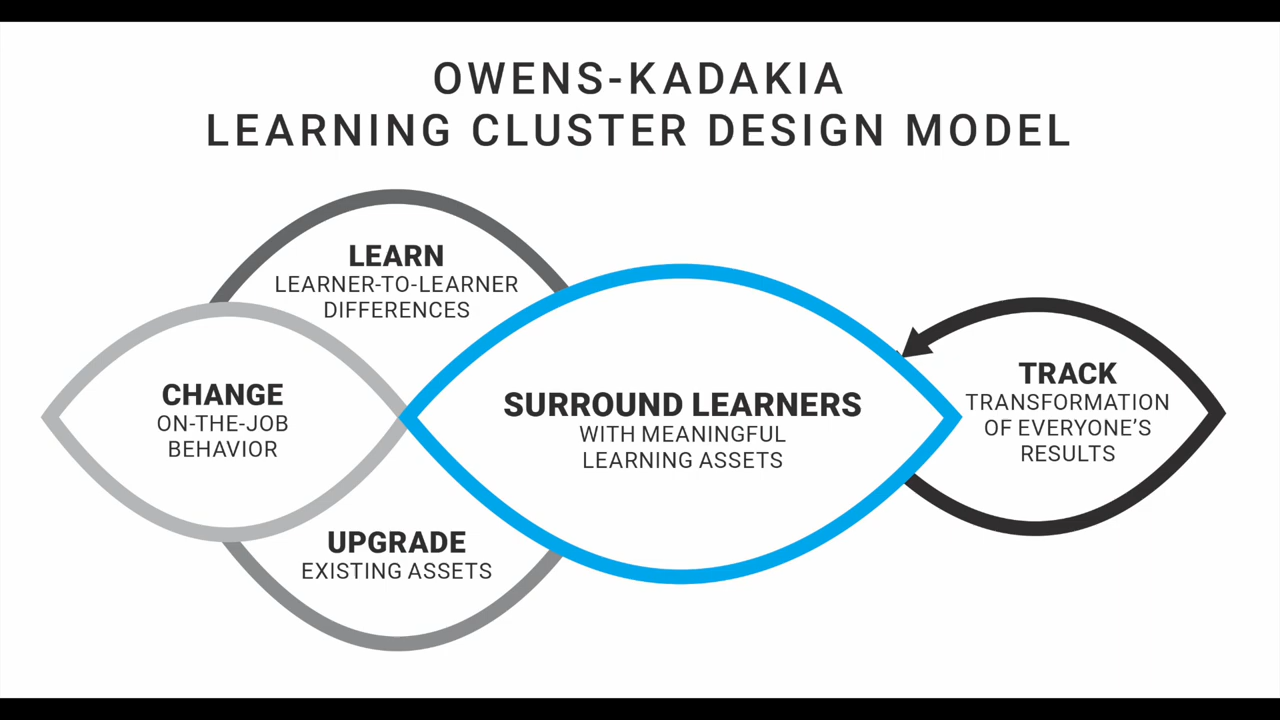 OWENS-KADAKIA
LEARNING CLUSTER DESIGN MODEL
LEARN
LEARNER-TO-LEARNER
DIFFERENCES
CHANGE
ON-THE-JOB
BEHAVIOR
UPGRADE
EXISTING ASSETS
SURROUND LEARNERS
WITH MEANINGFUL
LEARNING ASSETS
TRACK
TRANSFORMATION
OF EVERYONE'S
RESULTS